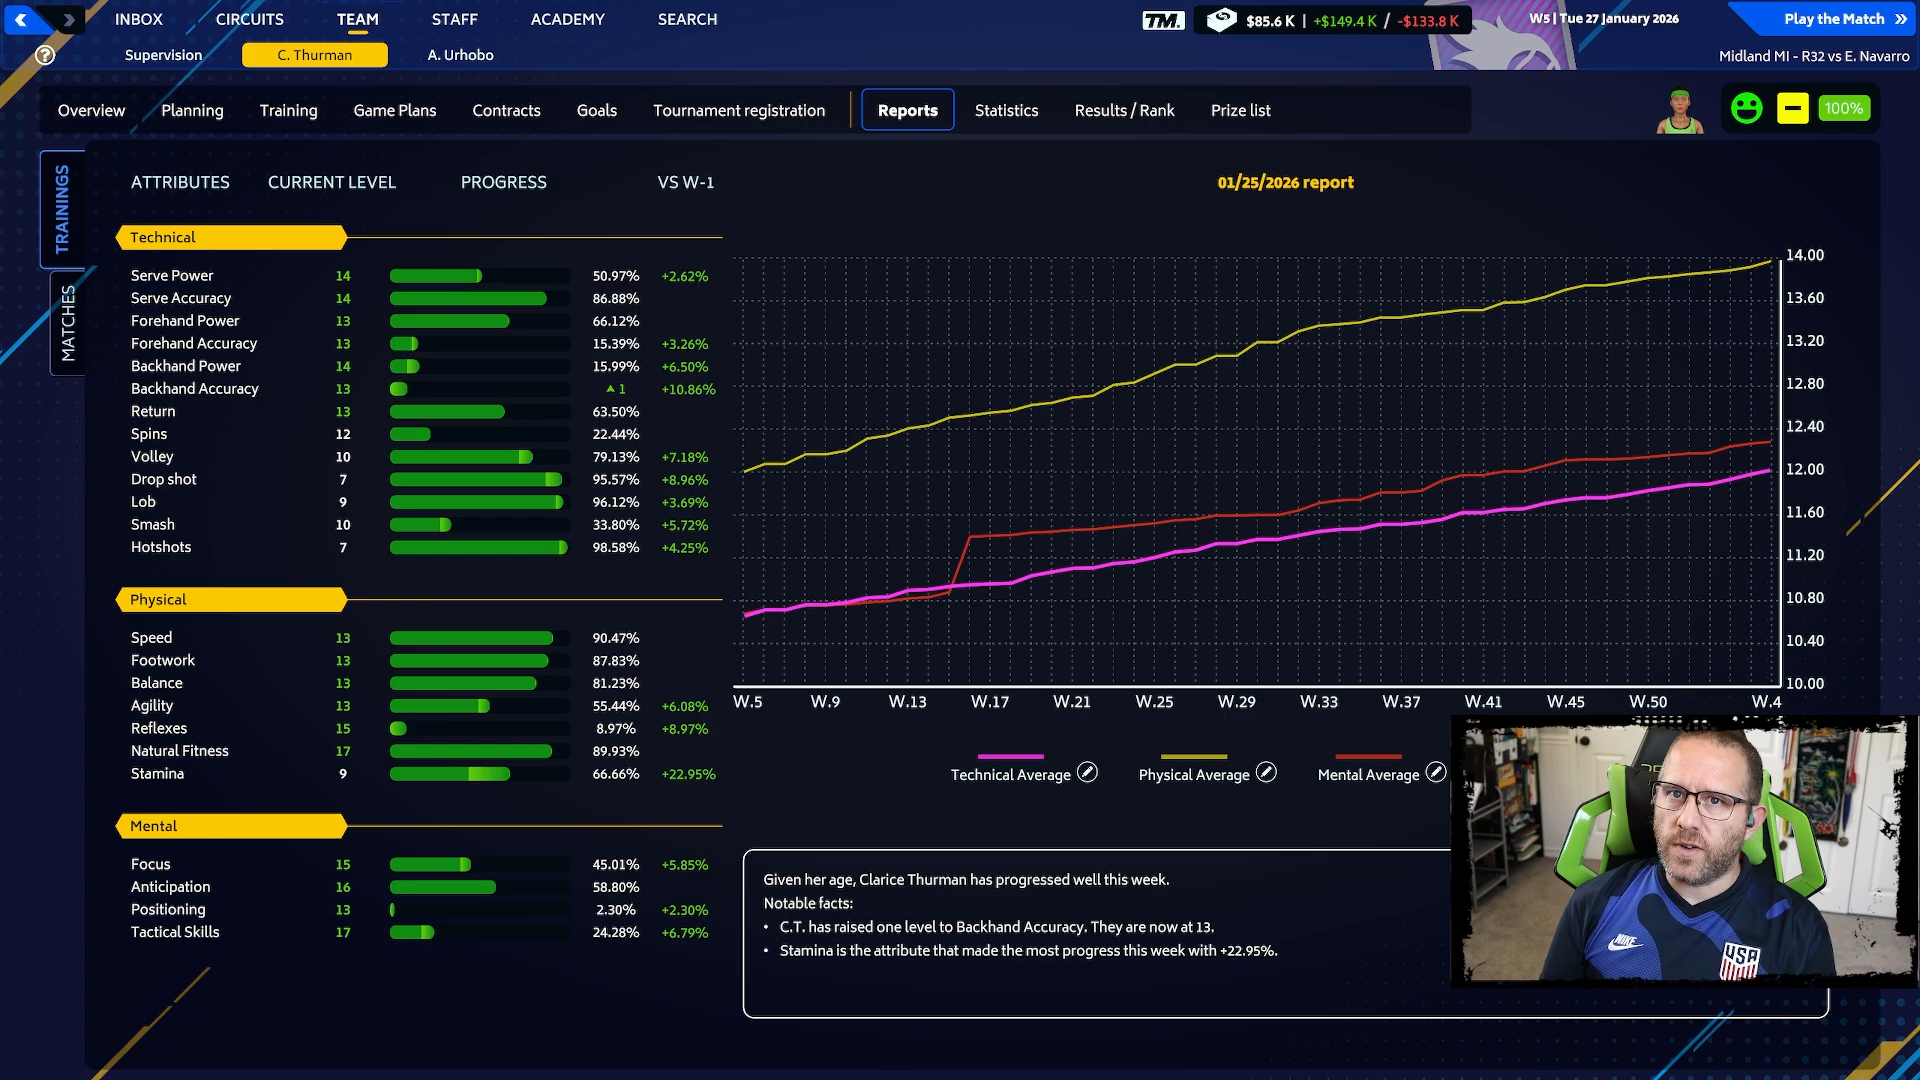 INBOX CIRCUITS TEAM STAFF ACADEMY SEARCH
TM. $85.6 K | +$149.4 K / -$133.8 K
W5 | Tue 27 January 2026
Play the Match
Supervision C. Thurman A. Urhobo
Midland MI - R32 vs E. Navarro
Overview Planning Training Game Plans Contracts Goals Tournament registration Reports Statistics Results / Rank Prize list
100%
TRAININGS
MATCHES
ATTRIBUTES CURRENT LEVEL PROGRESS VS W-1
Technical
Serve Power 14 50.97% +2.62%
Serve Accuracy 14 86.88%
Forehand Power 13 66.12%
Forehand Accuracy 13 15.39% +3.26%
Backhand Power 14 15.99% +6.50%
Backhand Accuracy 13 1 +10.86%
Return 13 63.50%
Spins 12 22.44%
Volley 10 79.13% +7.18%
Drop shot 7 95.57% +8.96%
Lob 9 96.12% +3.69%
Smash 10 33.80% +5.72%
Hotshots 7 98.58% +4.25%
Physical
Speed 13 90.47%
Footwork 13 87.83%
Balance 13 81.23%
Agility 13 55.44% +6.08%
Reflexes 15 8.97% +8.97%
Natural Fitness 17 89.93%
Stamina 9 66.66% +22.95%
Mental
Focus 15 45.01% +5.85%
Anticipation 16 58.80%
Positioning 13 2.30% +2.30%
Tactical Skills 17 24.28% +6.79%
01/25/2026 report
14.00
13.60
13.20
12.80
12.40
12.00
11.60
11.20
10.80
10.40
10.00
W.5 W.9 W.13 W.17 W.21 W.25 W.29 W.33 W.37 W.41 W.45 W.50 W.4
Technical Average Physical Average Mental Average
Given her age, Clarice Thurman has progressed well this week.
Notable facts:
• C.T. has raised one level to Backhand Accuracy. They are now at 13.
• Stamina is the attribute that made the most progress this week with +22.95%.
NIKE
USA